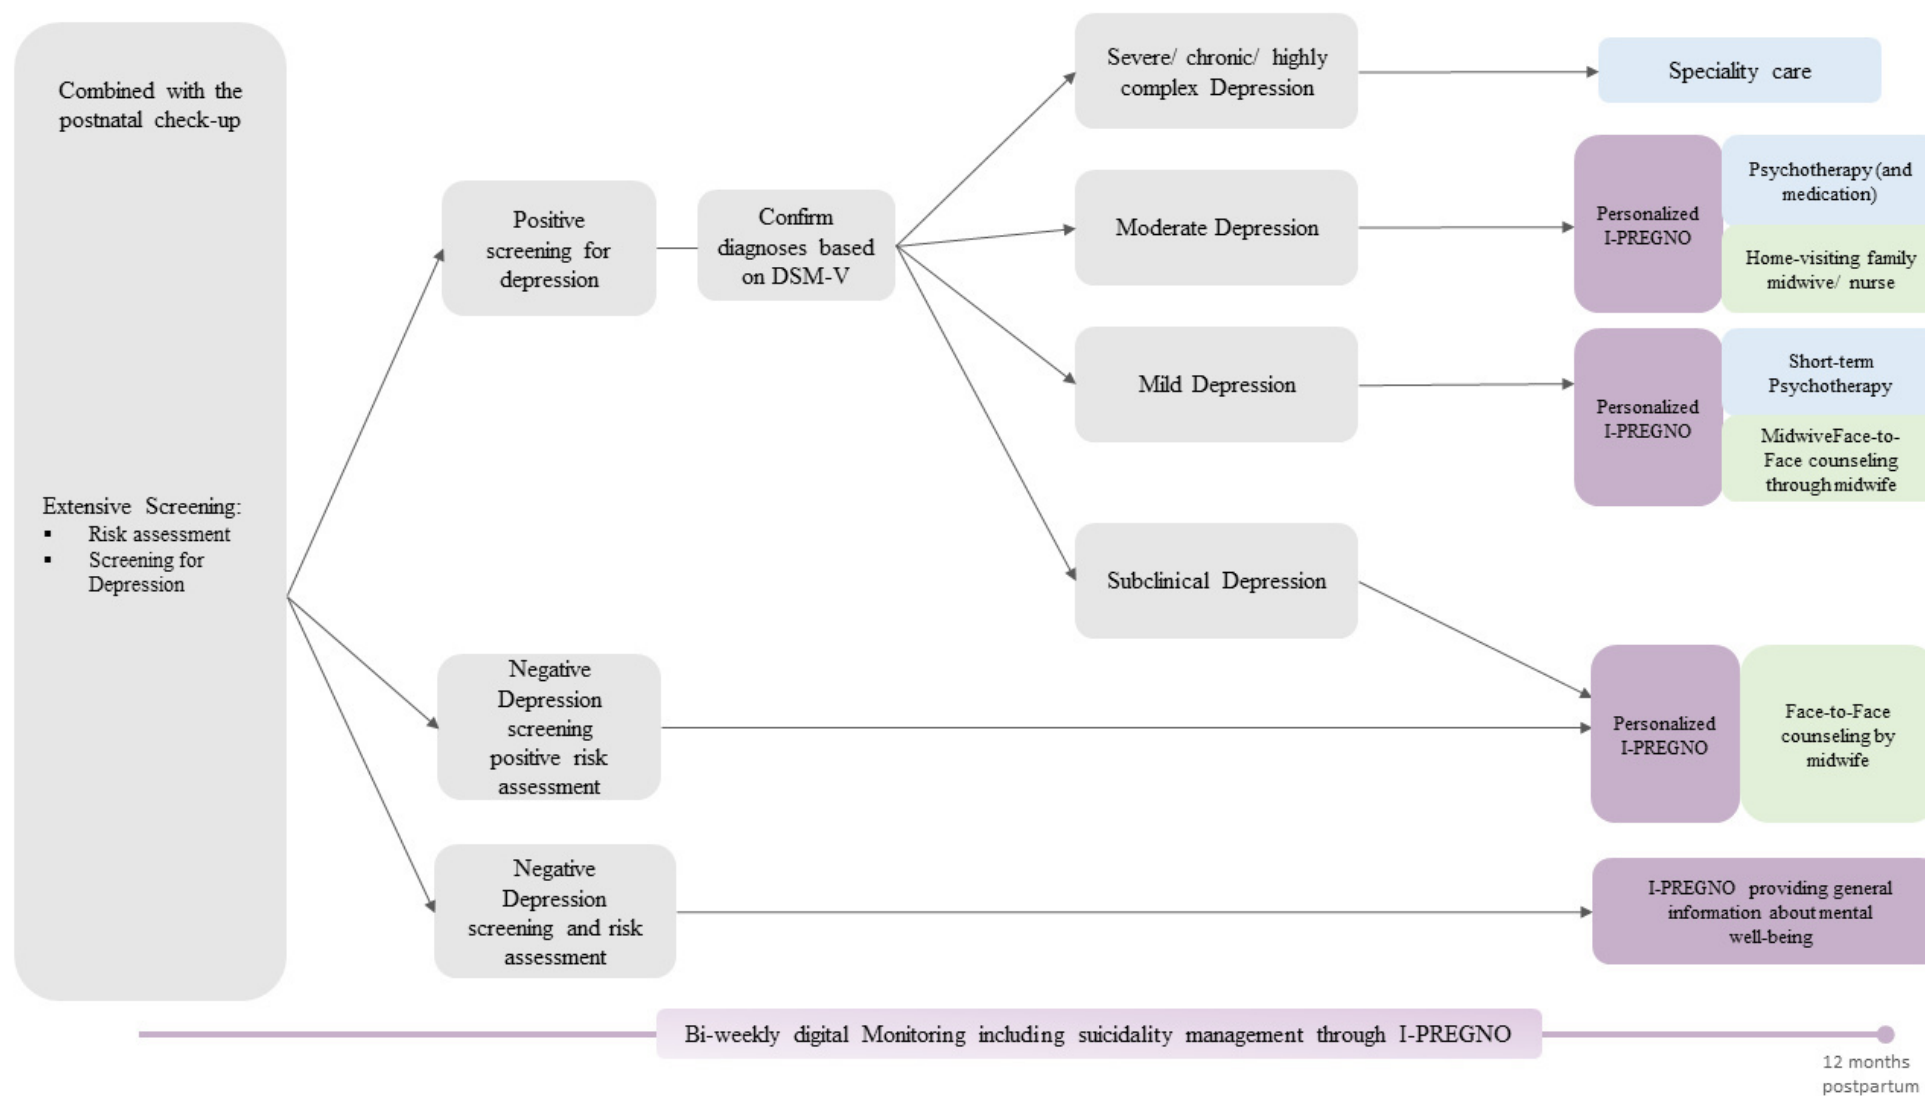 Combined with the
postnatal check-up
Extensive Screening:
▪ Risk assessment
▪ Screening for
Depression
Positive
screening for
depression
Confirm
diagnoses based
on DSM-V
Severe/ chronic/ highly
complex Depression
Speciality care
Moderate Depression
Personalized
I-PREGNO
Psychotherapy (and
medication)
Home-visiting family
midwive/ nurse
Mild Depression
Personalized
I-PREGNO
Short-term
Psychotherapy
MidwiveFace-to-
Face counseling
through midwife
Subclinical Depression
Negative
Depression
screening
positive risk
assessment
Personalized
I-PREGNO
Face-to-Face
counseling by
midwife
Negative
Depression
screening and risk
assessment
I-PREGNO providing general
information about mental
well-being
Bi-weekly digital Monitoring including suicidality management through I-PREGNO
12 months
postpartum